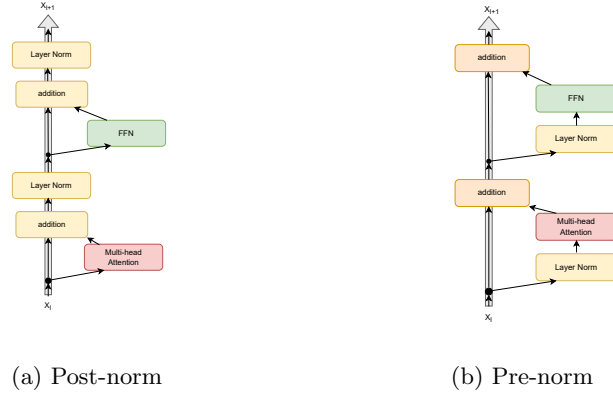 X_{l+1}
Layer Norm
addition
FFN
Layer Norm
addition
Multi-head
Attention
X_l
(a) Post-norm
X_{l+1}
addition
FFN
Layer Norm
addition
Multi-head
Attention
Layer Norm
X_l
(b) Pre-norm